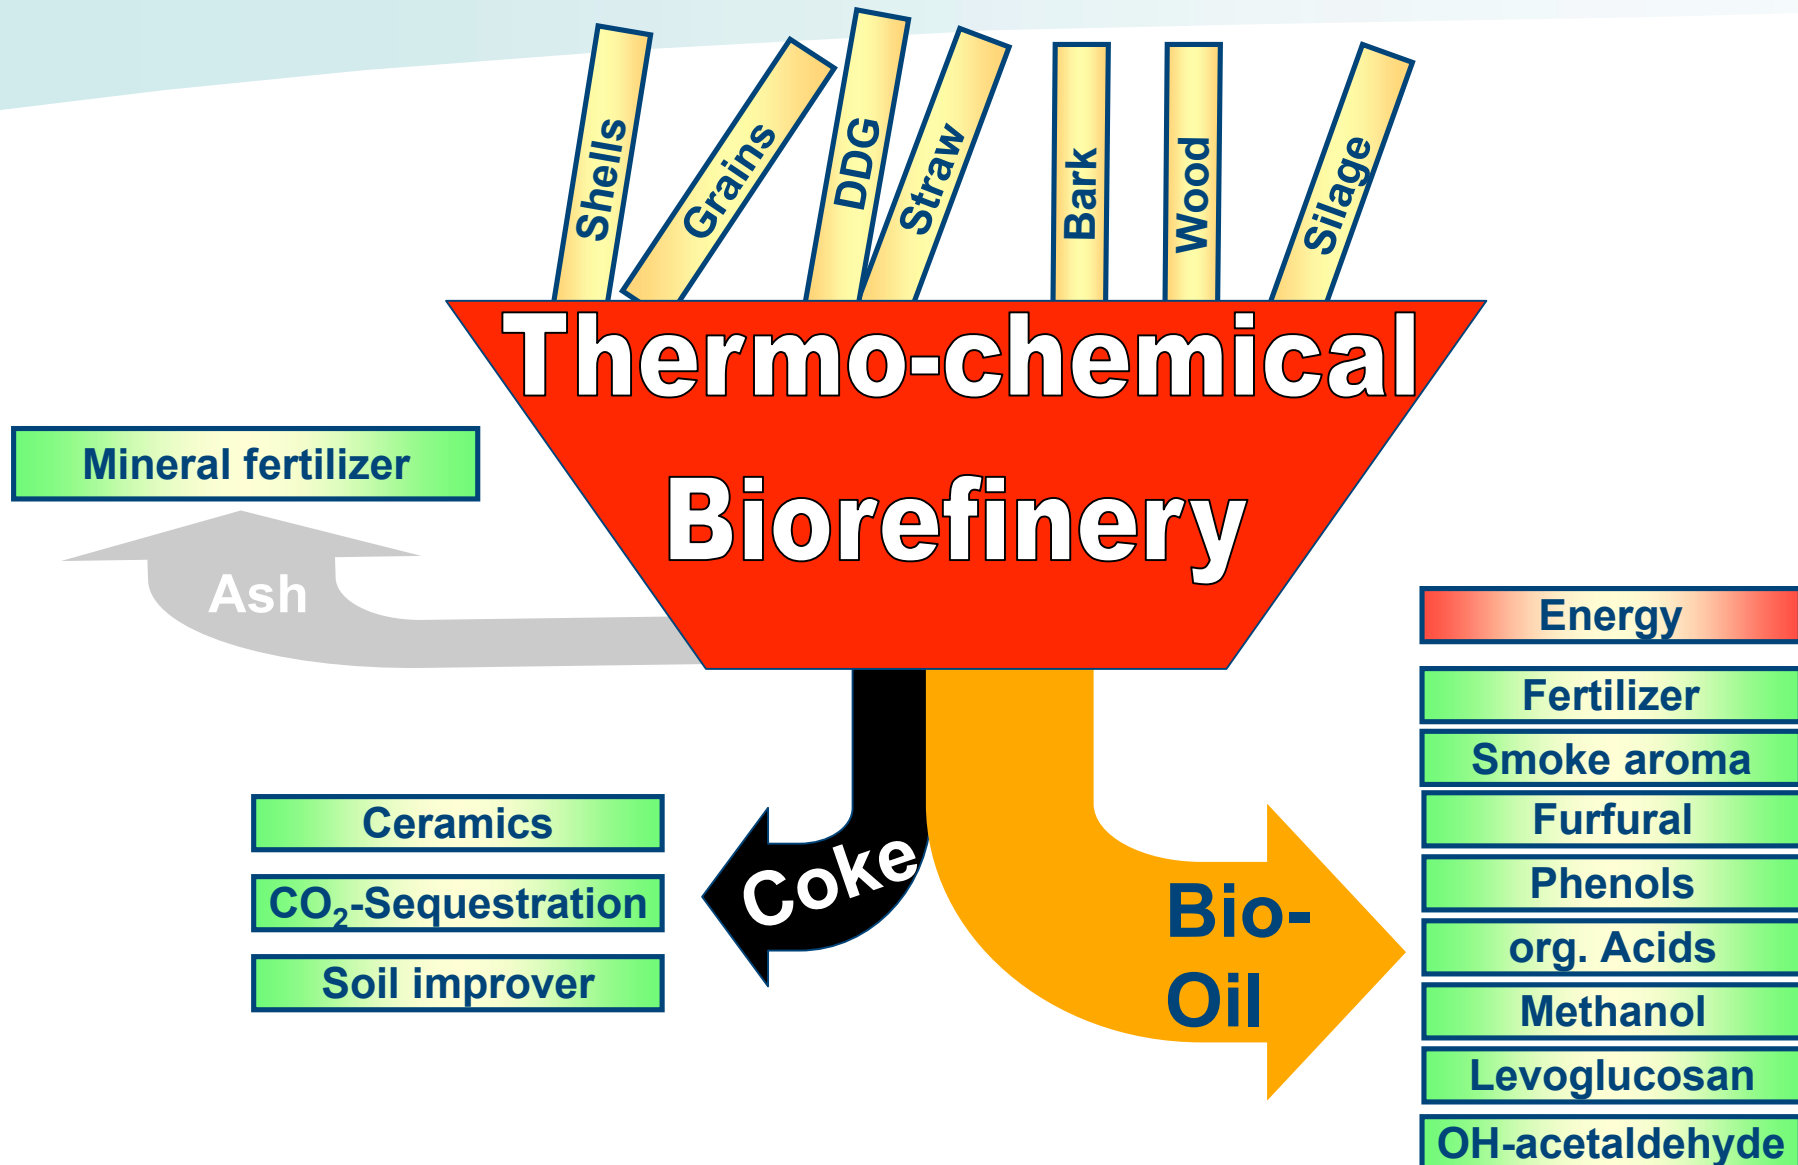 Shells
Grains
DDG
Straw
Bark
Wood
Silage
Thermo-chemical
Biorefinery
Mineral fertilizer
Ash
Coke
Ceramics
CO₂-Sequestration
Soil improver
Bio-
Oil
Energy
Fertilizer
Smoke aroma
Furfural
Phenols
org. Acids
Methanol
Levoglucosan
OH-acetaldehyde